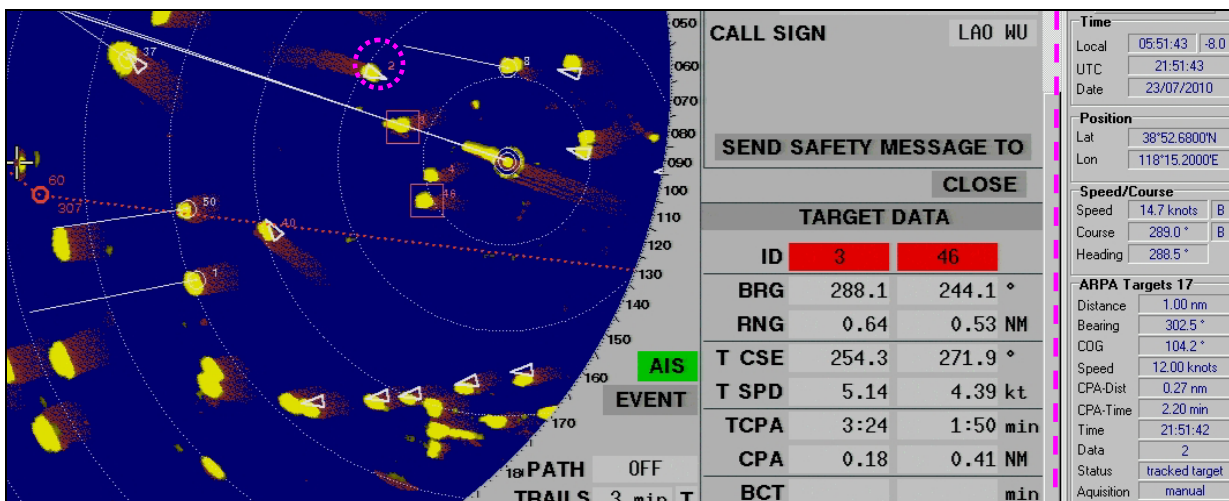 050
060
070
080
090
100
110
120
130
140
150
160
170
18
37
2
8
3
46
60
307
50
40
1
AIS
EVENT
PATH OFF
TRAILS 3 min T
CALL SIGN LAO WU
SEND SAFETY MESSAGE TO
CLOSE
TARGET DATA
ID 3 46
BRG 288.1 244.1 °
RNG 0.64 0.53 NM
T CSE 254.3 271.9 °
T SPD 5.14 4.39 kt
TCPA 3:24 1:50 min
CPA 0.18 0.41 NM
BCT min
Time
Local 05:51:43 -8.0
UTC 21:51:43
Date 23/07/2010
Position
Lat 38°52.6800'N
Lon 118°15.2000'E
Speed/Course
Speed 14.7 knots B
Course 289.0 ° B
Heading 288.5 °
ARPA Targets 17
Distance 1.00 nm
Bearing 302.5 °
COG 104.2 °
Speed 12.00 knots
CPA-Dist 0.27 nm
CPA-Time 2.20 min
Time 21:51:42
Data 2
Status tracked target
Aquisition manual